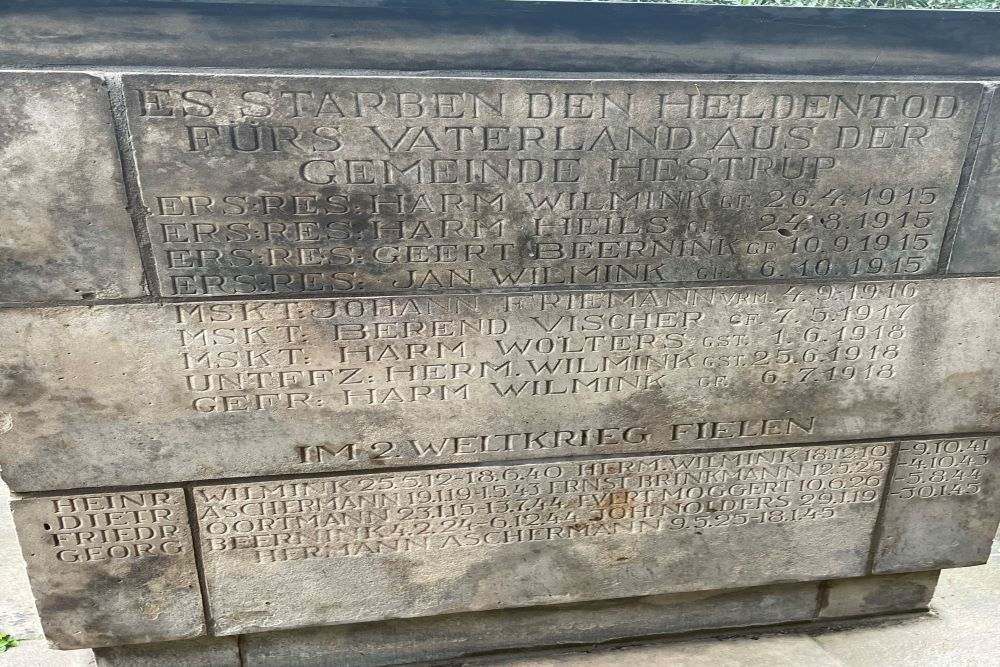 ES STARBEN DEN HELDENTOD
FÜRS VATERLAND AUS DER
GEMEINDE HESTRUP
ERS:RES: HARM WILMINK GF. 26.4.1915
ERS:RES: HARM HEILS GF. 24.8.1915
ERS:RES: GEERT BEERNINK GF. 10.9.1915
ERS:RES: JAN WILMINK GF. 6.10.1915
MSKT: JOHANN FRIEMANN VRM. 4.9.1916
MSKT: BEREND VISCHER GF. 7.5.1917
MSKT: HARM WOLTERS GST. 1.6.1918
UNTFFZ: HERM. WILMINK GST. 25.6.1918
GEFR: HARM WILMINK GF. 6.7.1918
IM 2. WELTKRIEG FIELEN
HEINR WILMINK 25.5.12-18.6.40 HERM. WILMINK 18.12.10-9.10.41
DIETR ASCHERMANN 19.1.19-1.5.43 ERNST BRINKMANN 12.5.25-4.10.43
FRIEDR OORTMANN 23.1.15-13.7.44 EVERT MOGGERT 10.6.26-5.8.44
GEORG BEERNINK 4.2.24-6.12.44 JOH. NOLDERS 29.1.19-30.1.45
HERMANN ASCHERMANN 9.5.25-18.1.45